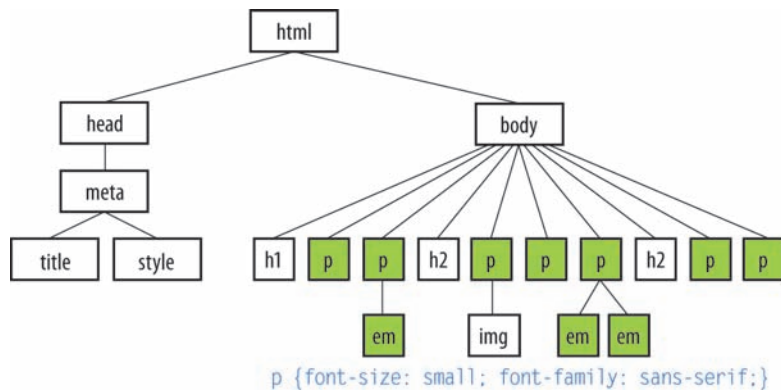 html
head body
meta
title style h1 p p h2 p p p h2 p p
em img em em
p {font-size: small; font-family: sans-serif;}